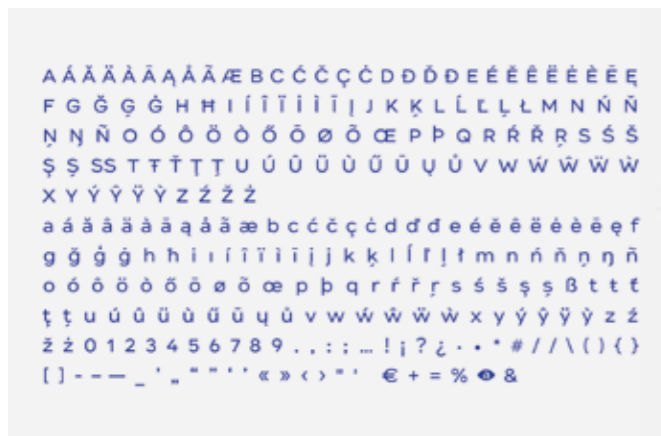 A Á Ă Ä À Ā Ą Å Ã Æ B C Ć Č Ç Ċ D Ð Ď Đ E É Ě Ê Ë Ė È Ē Ę
F G Ğ Ģ Ġ H Ħ I Í Î Ï İ Ì Ī Į J K Ķ L Ĺ Ľ Ļ Ł M N Ń Ň
Ņ Ŋ Ñ O Ó Ô Ö Ò Ő Ō Ø Õ Œ P Þ Q R Ŕ Ř Ŗ S Ś Š
Ş Ș SS T Ŧ Ť Ţ Ț U Ú Û Ü Ù Ű Ū Ų Ů V W Ẃ Ŵ Ẅ Ẁ
X Y Ý Ŷ Ÿ Ỳ Z Ź Ž Ż
a á ă â ä à ā ą å ã æ b c ć č ç ċ d ď đ e é ě ê ë ė è ē ę f
g ğ ģ ġ h ħ i ı í î ï i ì ī į j k ķ l ĺ ľ ļ ł m n ń ň ņ ŋ ñ
o ó ô ö ò ő ō ø õ œ p þ q r ŕ ř ŗ s ś š ş ș ß t ŧ ť
ţ ț u ú û ü ù ű ū ų ů v w ẃ ŵ ẅ ẁ x y ý ŷ ÿ ỳ z ź
ž ż 0 1 2 3 4 5 6 7 8 9 . , : ; … ! ¡ ? ¿ · • * # / / \ ( ) { }
[ ] - – — _ ‚ „ “ ” ‘ ’ « » ‹ › " ' € + = % &